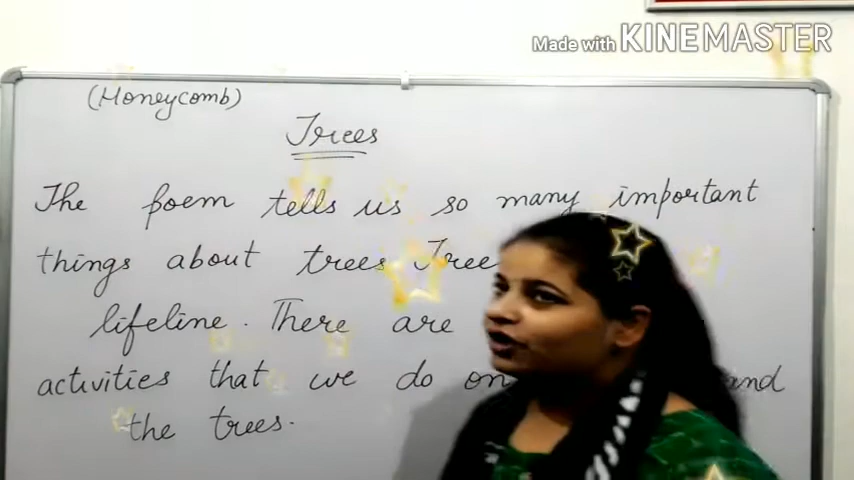 Made with KINEMASTER
(Honeycomb)
Trees
The poem tells us so many important
things about trees Tree
lifeline. There are
activities that we do on and
the trees.